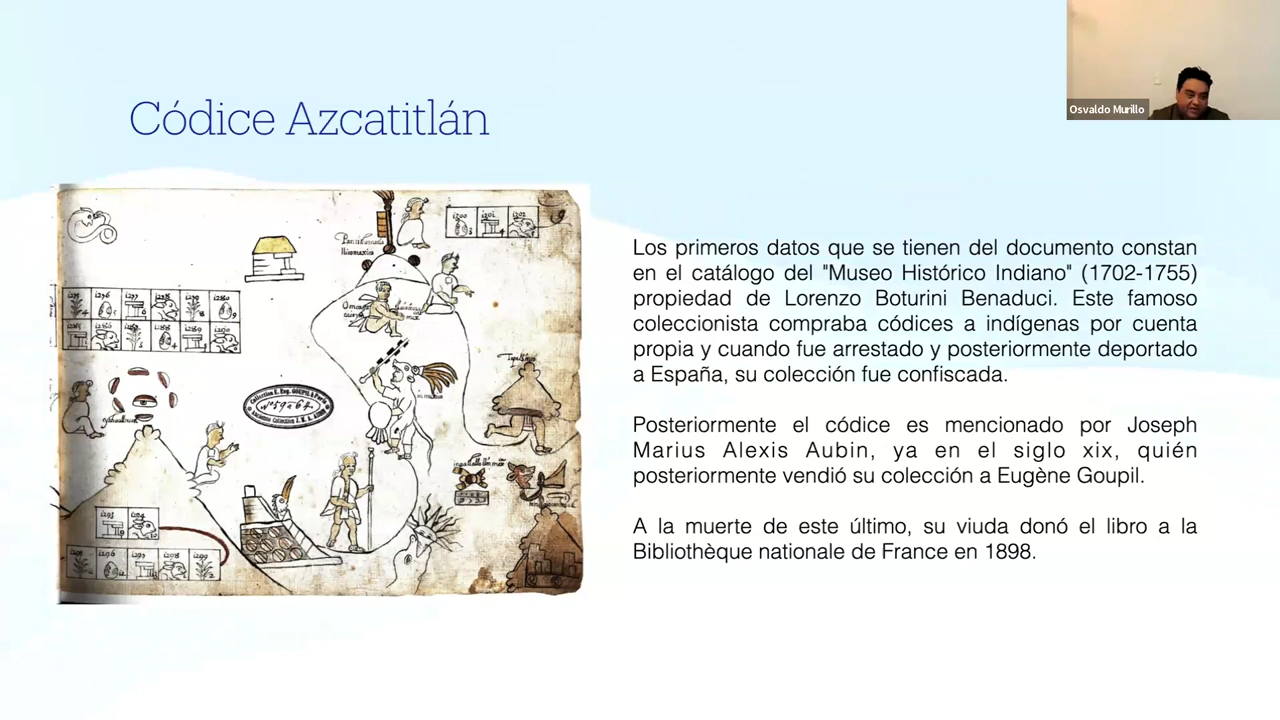 Osvaldo Murillo
Códice Azcatitlán
Los primeros datos que se tienen del documento constan
en el catálogo del "Museo Histórico Indiano" (1702-1755)
propiedad de Lorenzo Boturini Benaduci. Este famoso
coleccionista compraba códices a indígenas por cuenta
propia y cuando fue arrestado y posteriormente deportado
a España, su colección fue confiscada.
Posteriormente el códice es mencionado por Joseph
Marius Alexis Aubin, ya en el siglo xix, quién
posteriormente vendió su colección a Eugène Goupil.
A la muerte de este último, su viuda donó el libro a la
Bibliothèque nationale de France en 1898.
Collection E. Eug. GOUPIL à Paris